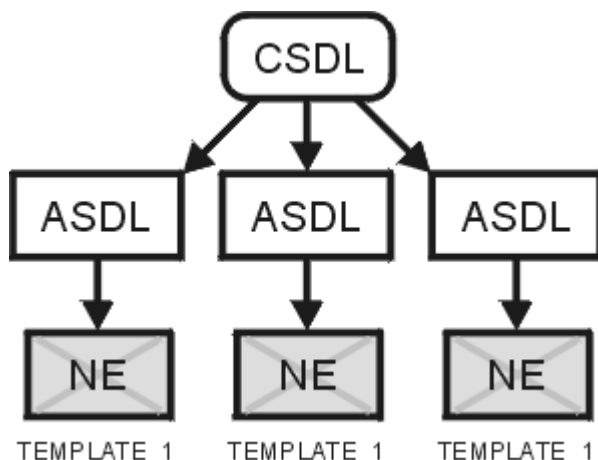 CSDL
ASDL ASDL ASDL
NE NE NE
TEMPLATE 1 TEMPLATE 1 TEMPLATE 1